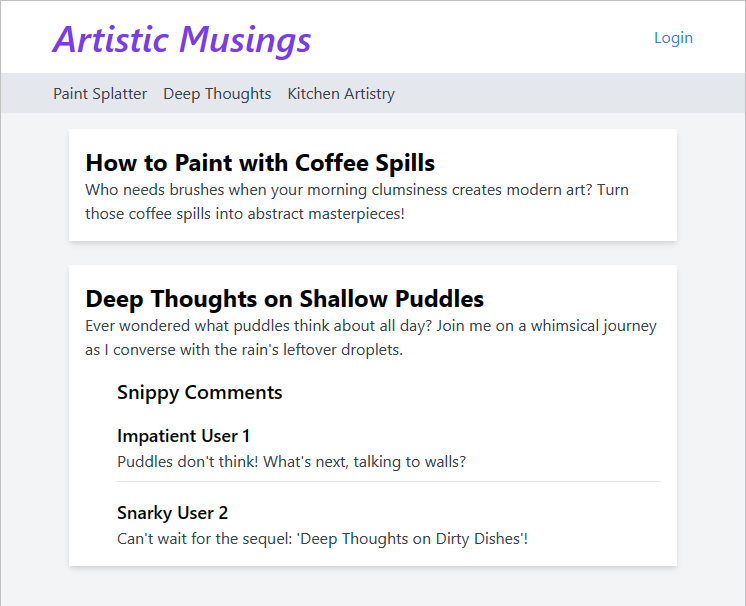 Artistic Musings
Login
Paint Splatter Deep Thoughts Kitchen Artistry
How to Paint with Coffee Spills
Who needs brushes when your morning clumsiness creates modern art? Turn
those coffee spills into abstract masterpieces!
Deep Thoughts on Shallow Puddles
Ever wondered what puddles think about all day? Join me on a whimsical journey
as I converse with the rain's leftover droplets.
Snippy Comments
Impatient User 1
Puddles don't think! What's next, talking to walls?
Snarky User 2
Can't wait for the sequel: 'Deep Thoughts on Dirty Dishes'!